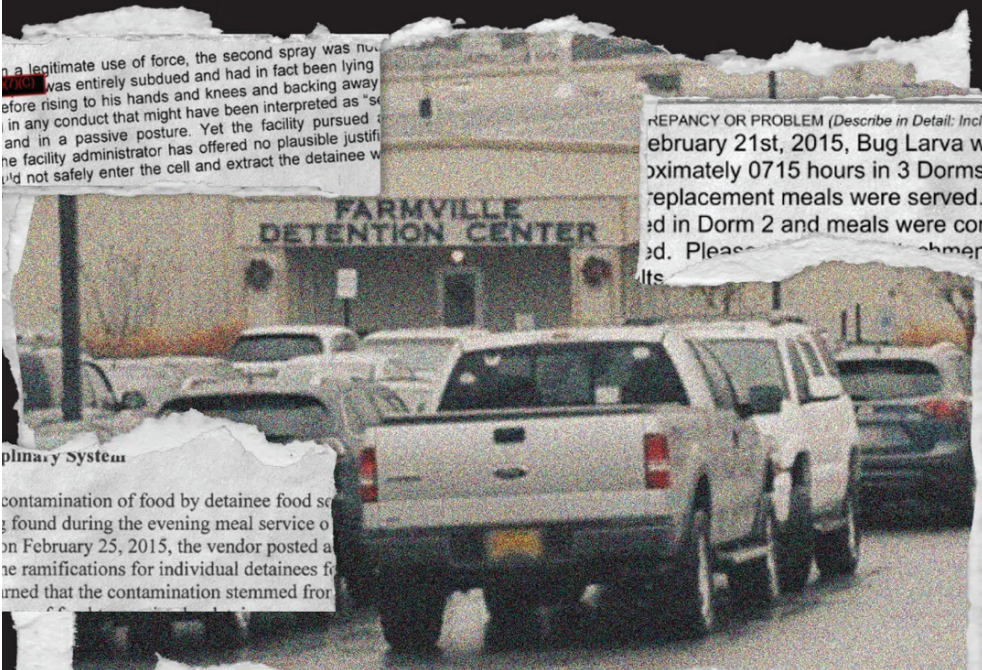 n a legitimate use of force, the second spray was not
(7)(C) was entirely subdued and had in fact been lying
efore rising to his hands and knees and backing away
in any conduct that might have been interpreted as "se
and in a passive posture. Yet the facility pursued a
he facility administrator has offered no plausible justifi
uld not safely enter the cell and extract the detainee w
REPANCY OR PROBLEM (Describe in Detail: Incl
ebruary 21st, 2015, Bug Larva w
oximately 0715 hours in 3 Dorms
replacement meals were served.
ed in Dorm 2 and meals were cor
ed. Please chmen
lts
FARMVILLE
DETENTION CENTER
plinary System
contamination of food by detainee food se
g found during the evening meal service o
on February 25, 2015, the vendor posted a
he ramifications for individual detainees fo
rned that the contamination stemmed from